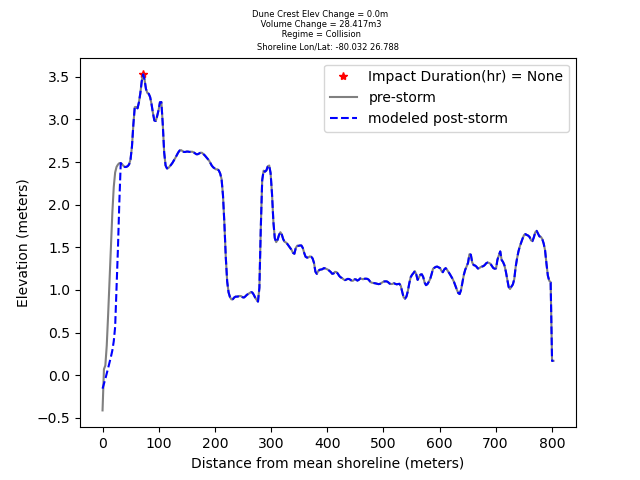 Dune Crest Elev Change = 0.0m
Volume Change = 28.417m3
Regime = Collision
Shoreline Lon/Lat: -80.032 26.788
Impact Duration(hr) = None
pre-storm
modeled post-storm
Elevation (meters)
3.5
3.0
2.5
2.0
1.5
1.0
0.5
0.0
−0.5
0 100 200 300 400 500 600 700 800
Distance from mean shoreline (meters)